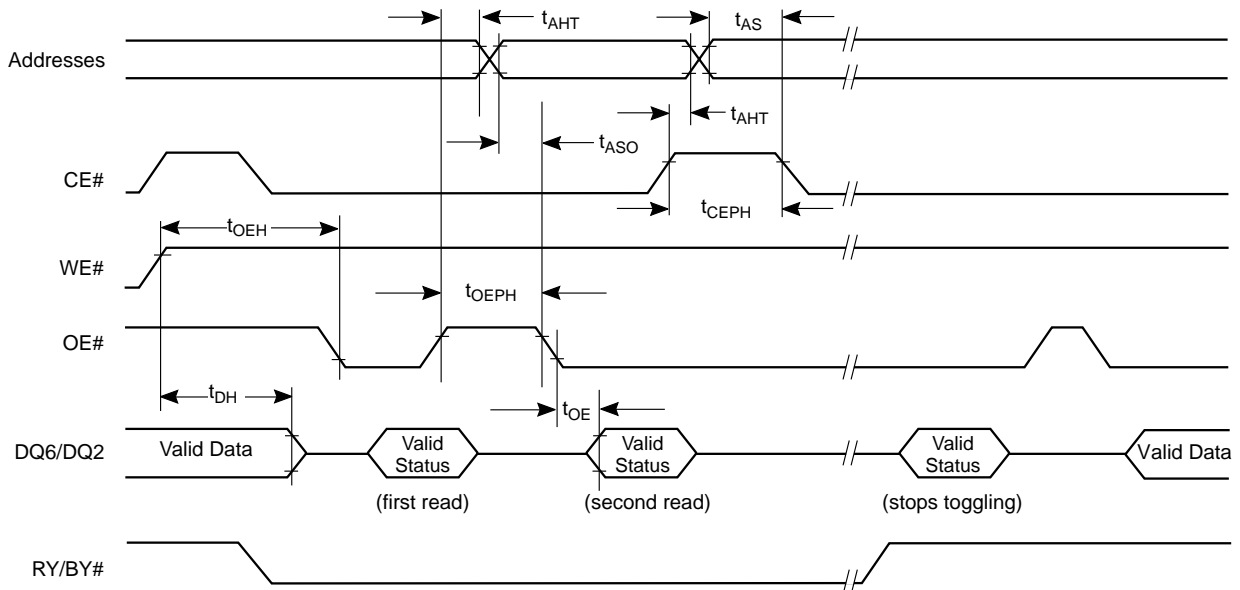 tAHT
tAS
Addresses
tAHT
tASO
CE#
tCEPH
tOEH
WE#
tOEPH
OE#
tDH
tOE
DQ6/DQ2
Valid Data
Valid
Status
Valid
Status
Valid
Status
Valid Data
(first read)
(second read)
(stops toggling)
RY/BY#